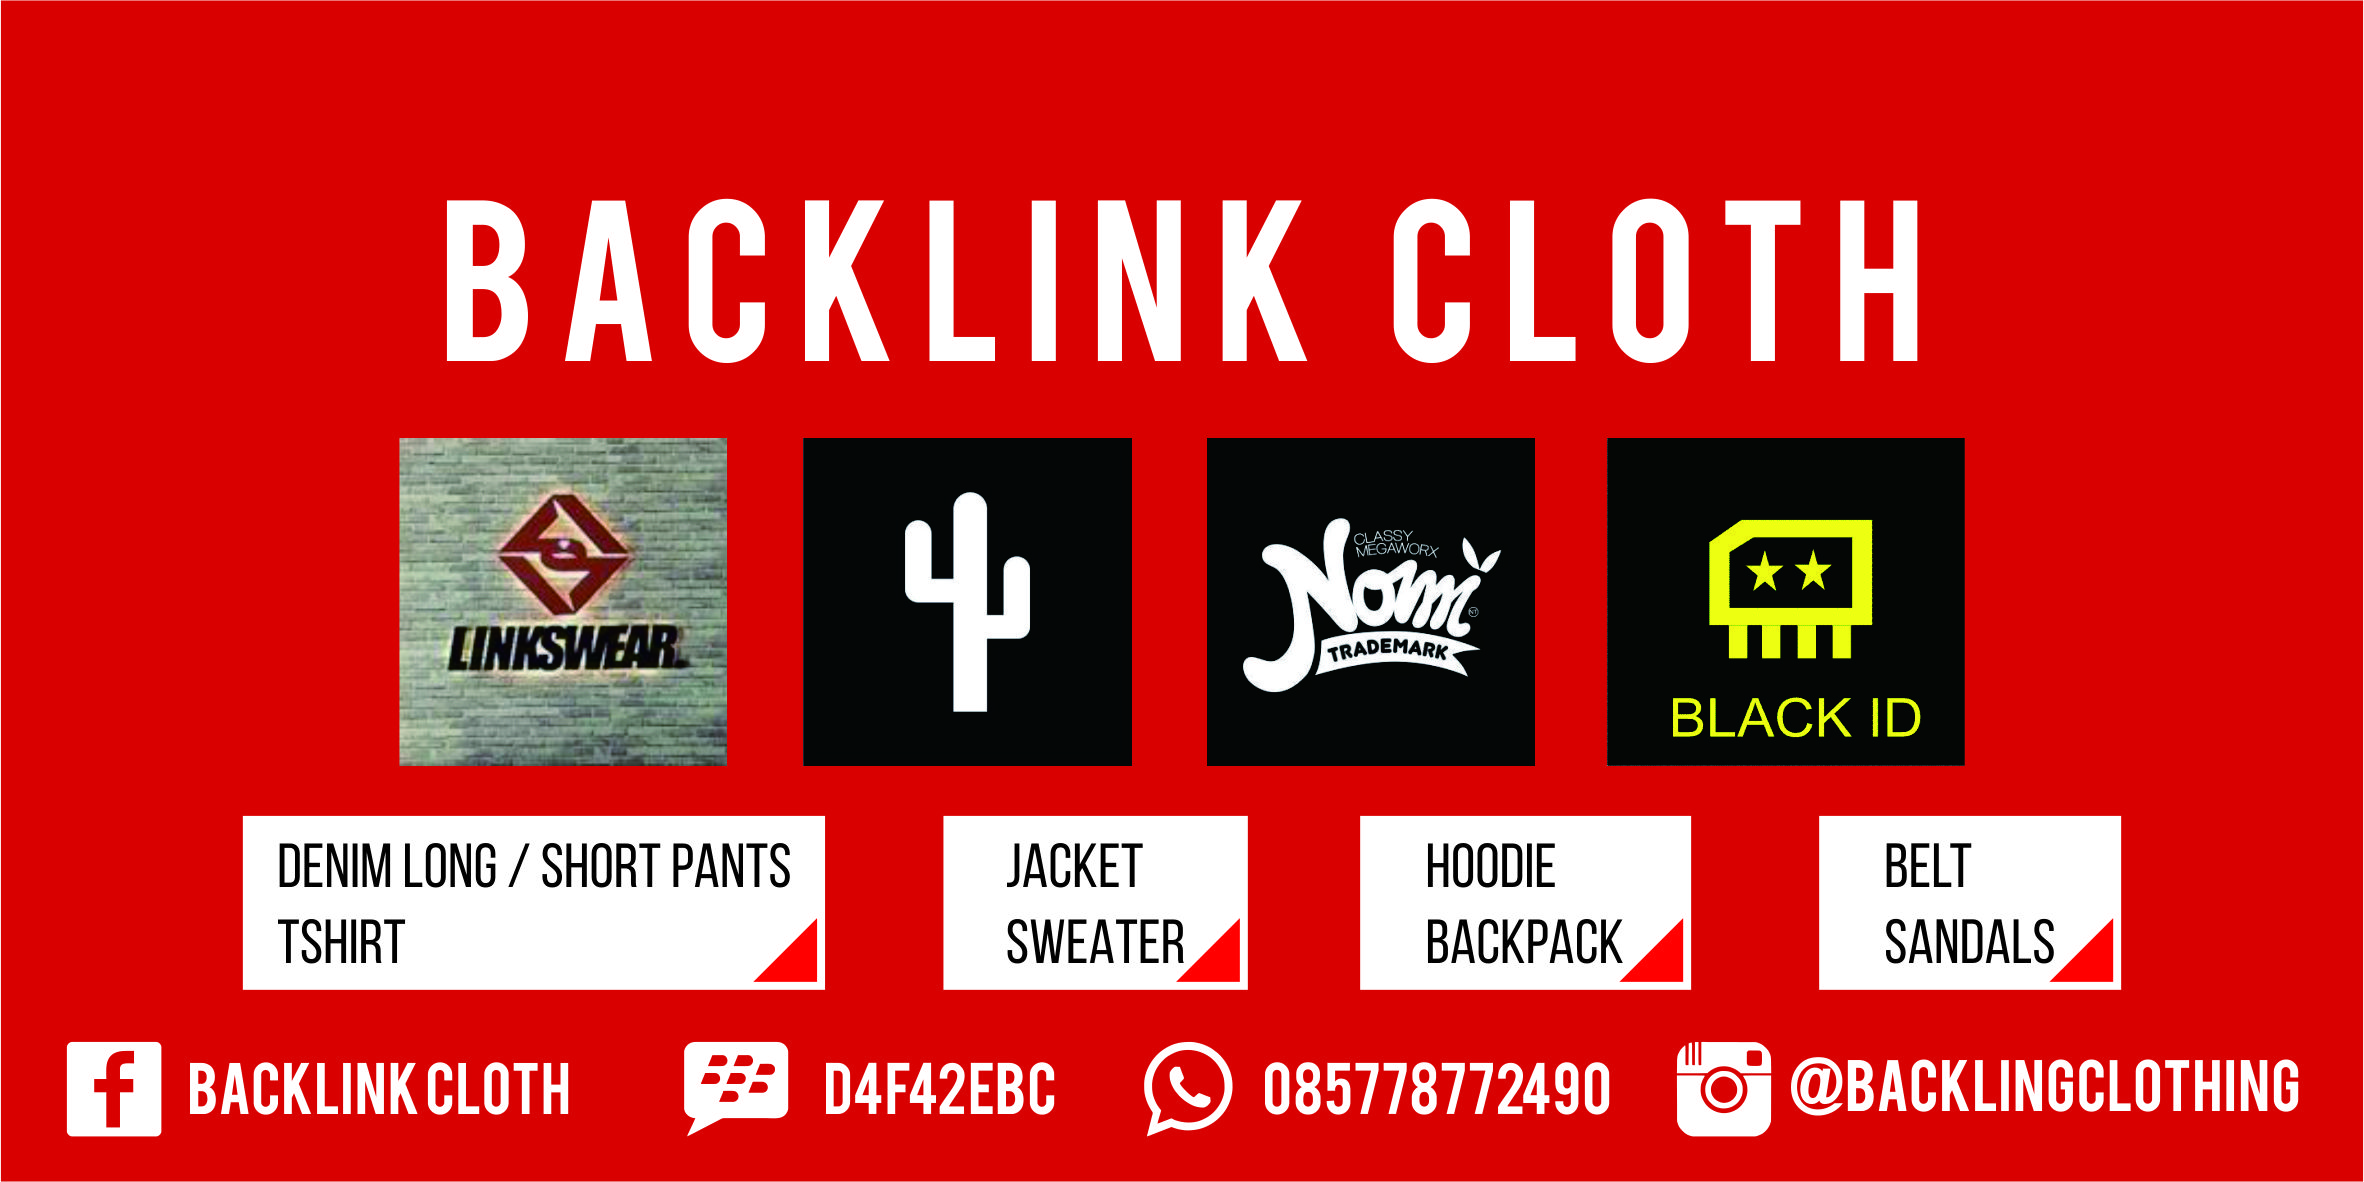 BACKLINK CLOTH
LINKSWEAR
CLASSY
MEGAWORX
Nomi
TRADEMARK
NT
BLACK ID
DENIM LONG / SHORT PANTS
TSHIRT
JACKET
SWEATER
HOODIE
BACKPACK
BELT
SANDALS
BACKLINK CLOTH
D4F42EBC
085778772490
@BACKLINGCLOTHING